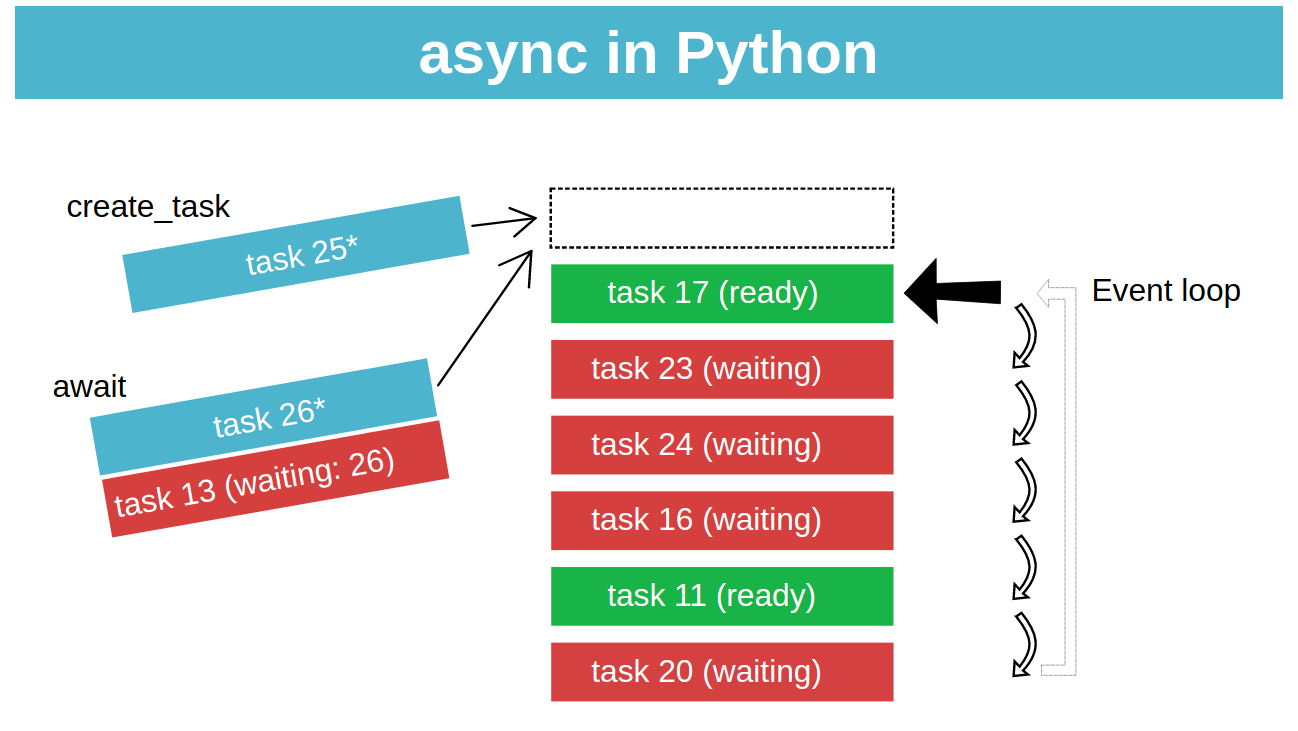 async in Python
create_task
task 25*
await
task 26*
task 13 (waiting: 26)
task 17 (ready)
task 23 (waiting)
task 24 (waiting)
task 16 (waiting)
task 11 (ready)
task 20 (waiting)
Event loop